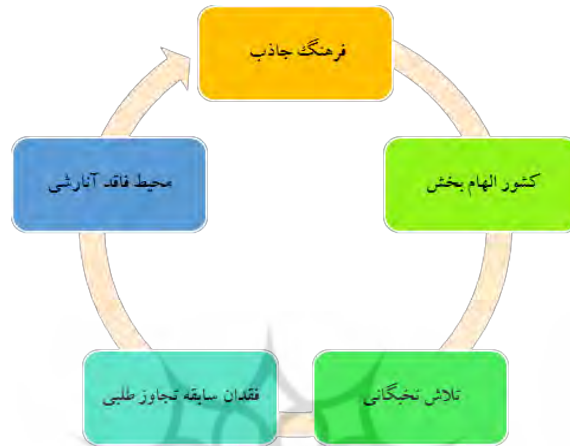 فرهنگ جاذب
کشور الهام بخش
تلاش نخبگانی
فقدان سابقه تجاوز طلبی
محیط فاقد آنارشی